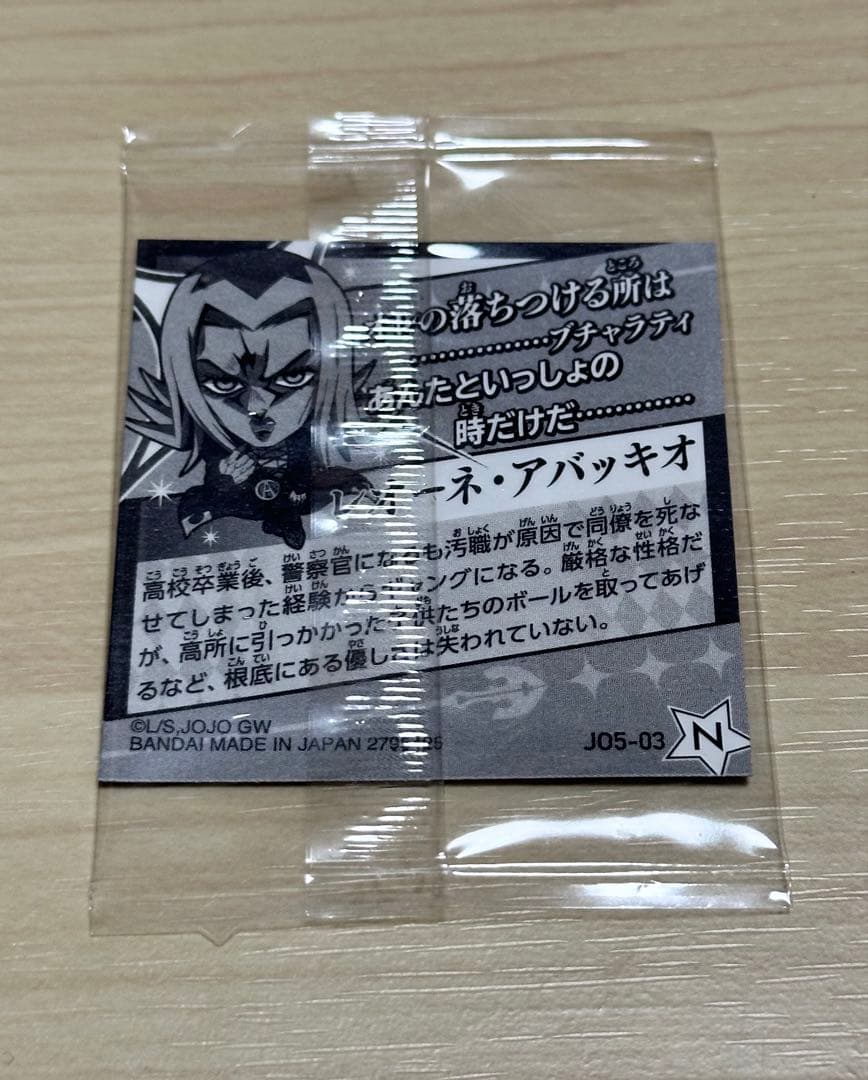 の落ちつける所は
ブチャラティ
あんたといっしょの
時だけだ…………
レオーネ・アバッキオ
高校卒業後、警察官になるも汚職が原因で同僚を死な
せてしまった経験からギャングになる。厳格な性格だ
が、高所に引っかかった子供たちのボールを取ってあげ
るなど、根底にある優しさは失われていない。
©L/S,JOJO GW
BANDAI MADE IN JAPAN
JO5-03
N